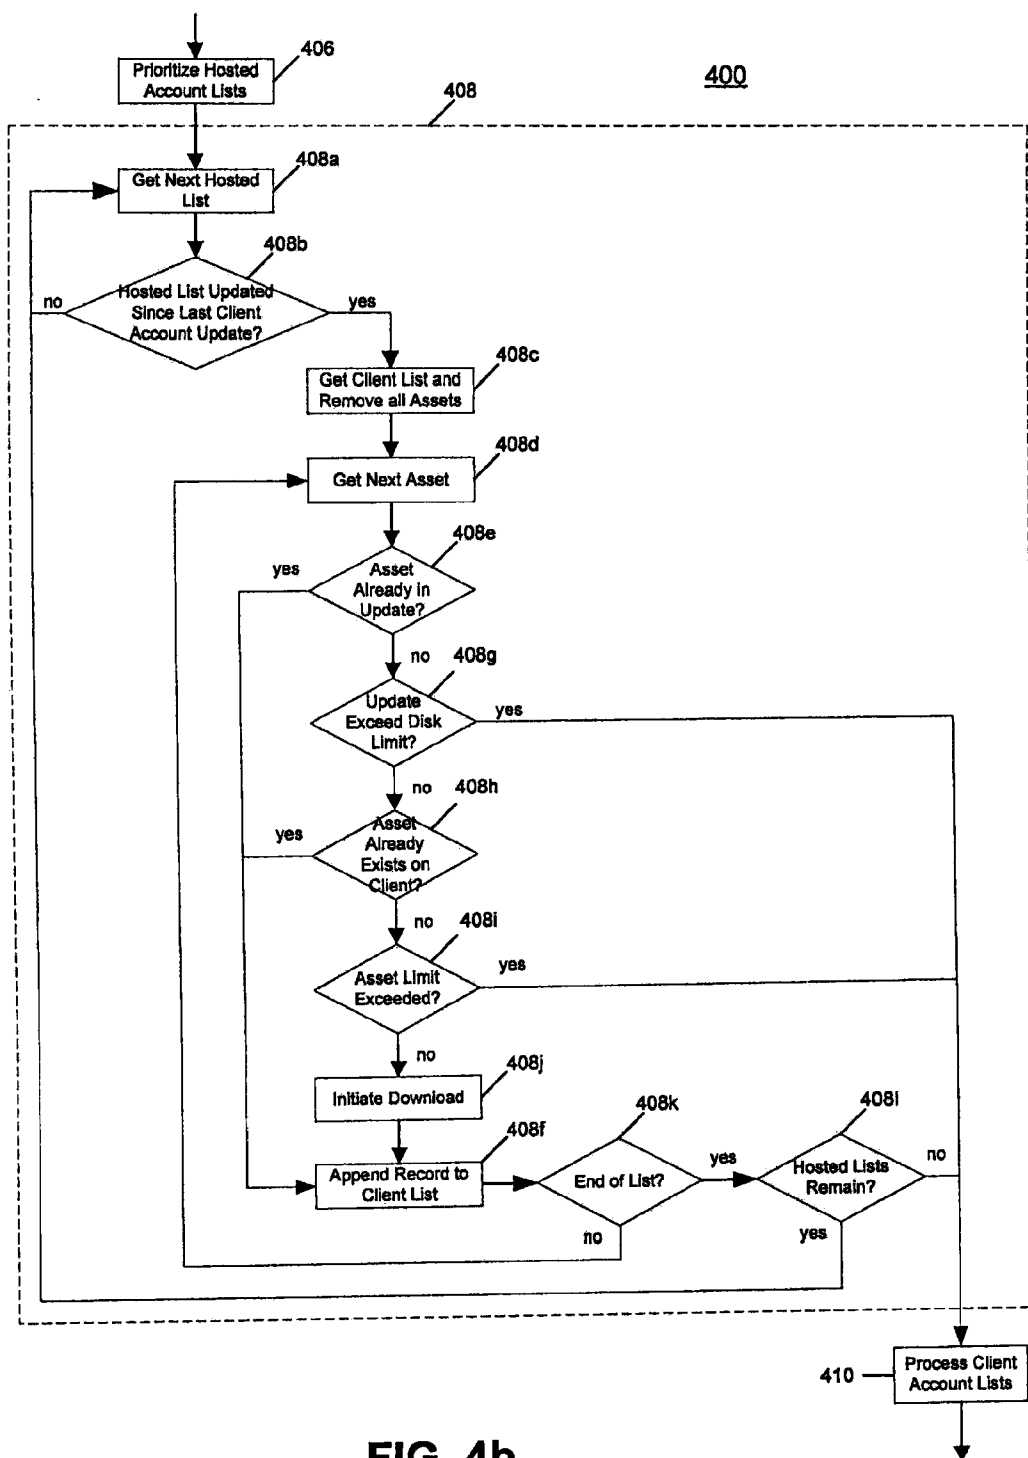 406
Prioritize Hosted
Account Lists
400
408
408a
Get Next Hosted
List
408b
Hosted List Updated
Since Last Client
Account Update?
no
yes
408c
Get Client List and
Remove all Assets
408d
Get Next Asset
408e
Asset
Already in
Update?
yes
no
408g
Update
Exceed Disk
Limit?
yes
no
408h
Asset
Already
Exists on
Client?
yes
no
408i
Asset Limit
Exceeded?
yes
no
408j
Initiate Download
408f
Append Record to
Client List
408k
End of List?
yes
no
408l
Hosted Lists
Remain?
no
yes
410
Process Client
Account Lists
FIG. 4b